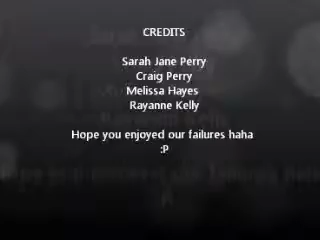 CREDITS
Sarah Jane Perry
Craig Perry
Melissa Hayes
Rayanne Kelly
Hope you enjoyed our failures haha
:P